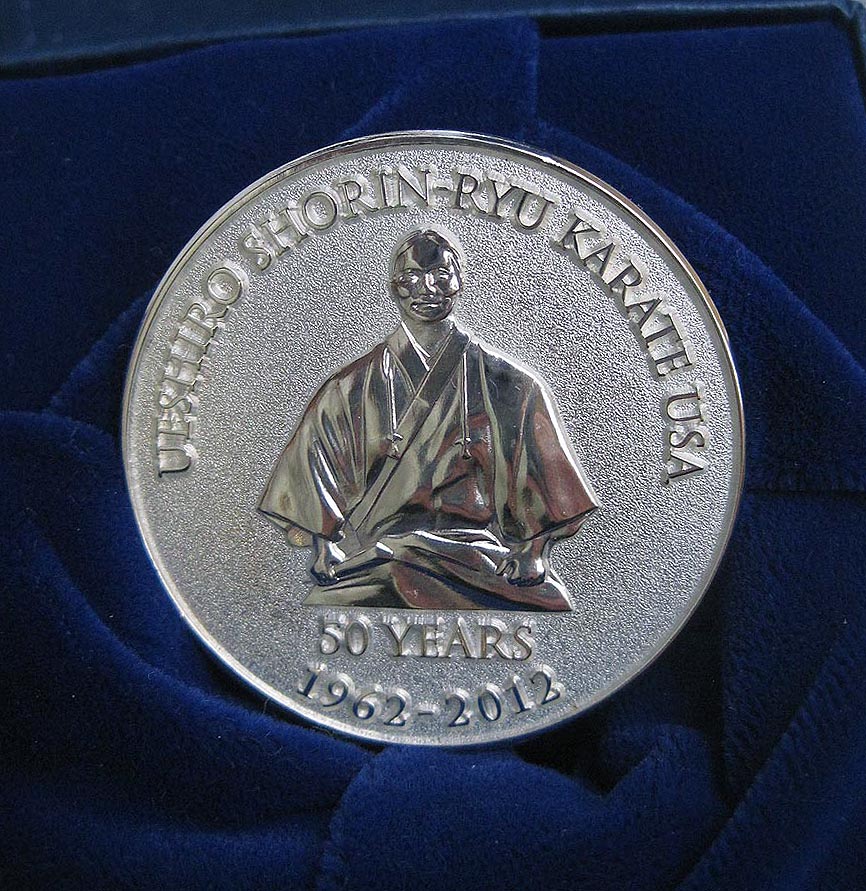 UESHIRO SHORIN-RYU KARATE USA
50 YEARS
1962-2012